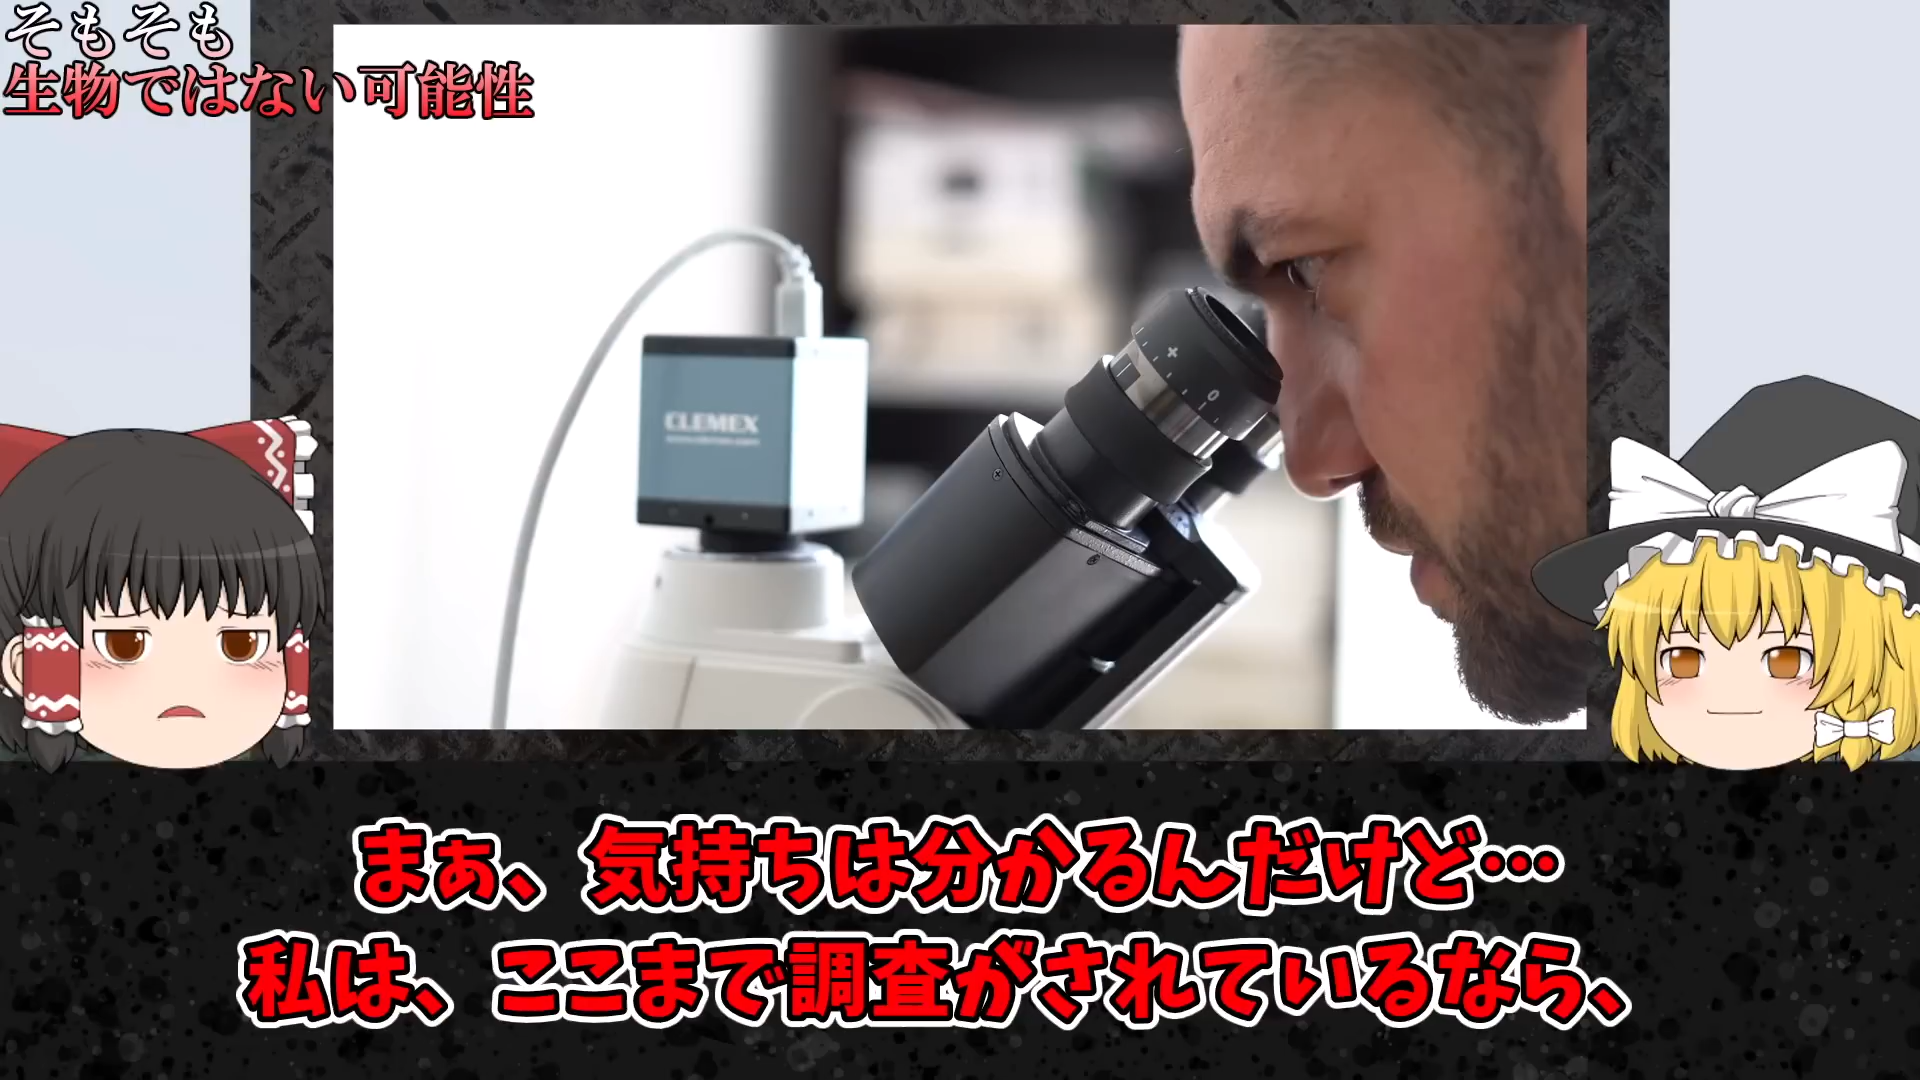 そもそも
生物ではない可能性
CLEMEX
まぁ、気持ちは分かるんだけど…
私は、ここまで調査がされているなら、